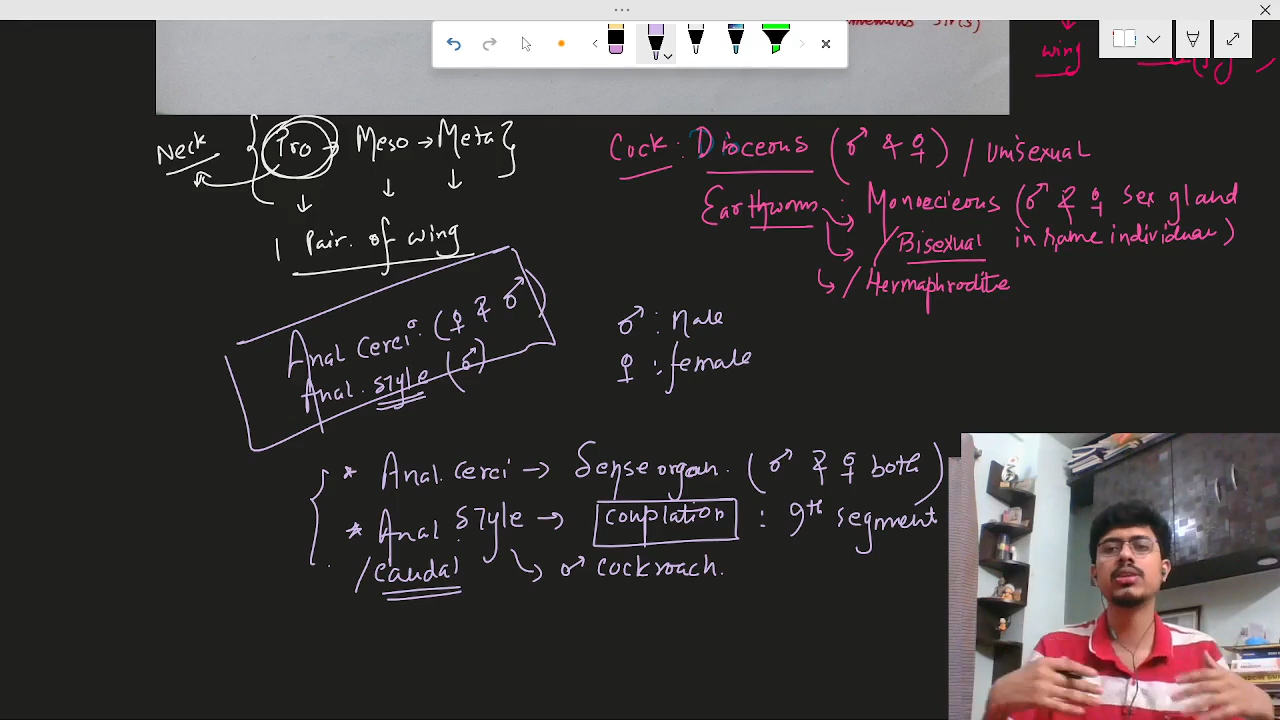 wing
Neck { Pro → Meso → Meta }
1 Pair. of wing
Cock : Dioceous (♂ & ♀) / Unisexual
Earthworm : Monoecieous (♂ & ♀ sex gland
/ Bisexual in same individual)
/ Hermaphrodite
Anal Cerci : (♀ & ♂)
Anal. style (♂)
♂ : Male
♀ : female
* Anal. Cerci → Sense organ. (♂ & ♀ both)
* Anal. Style → Couplation : 9th segment
/ Caudal ↳ ♂ cockroach.